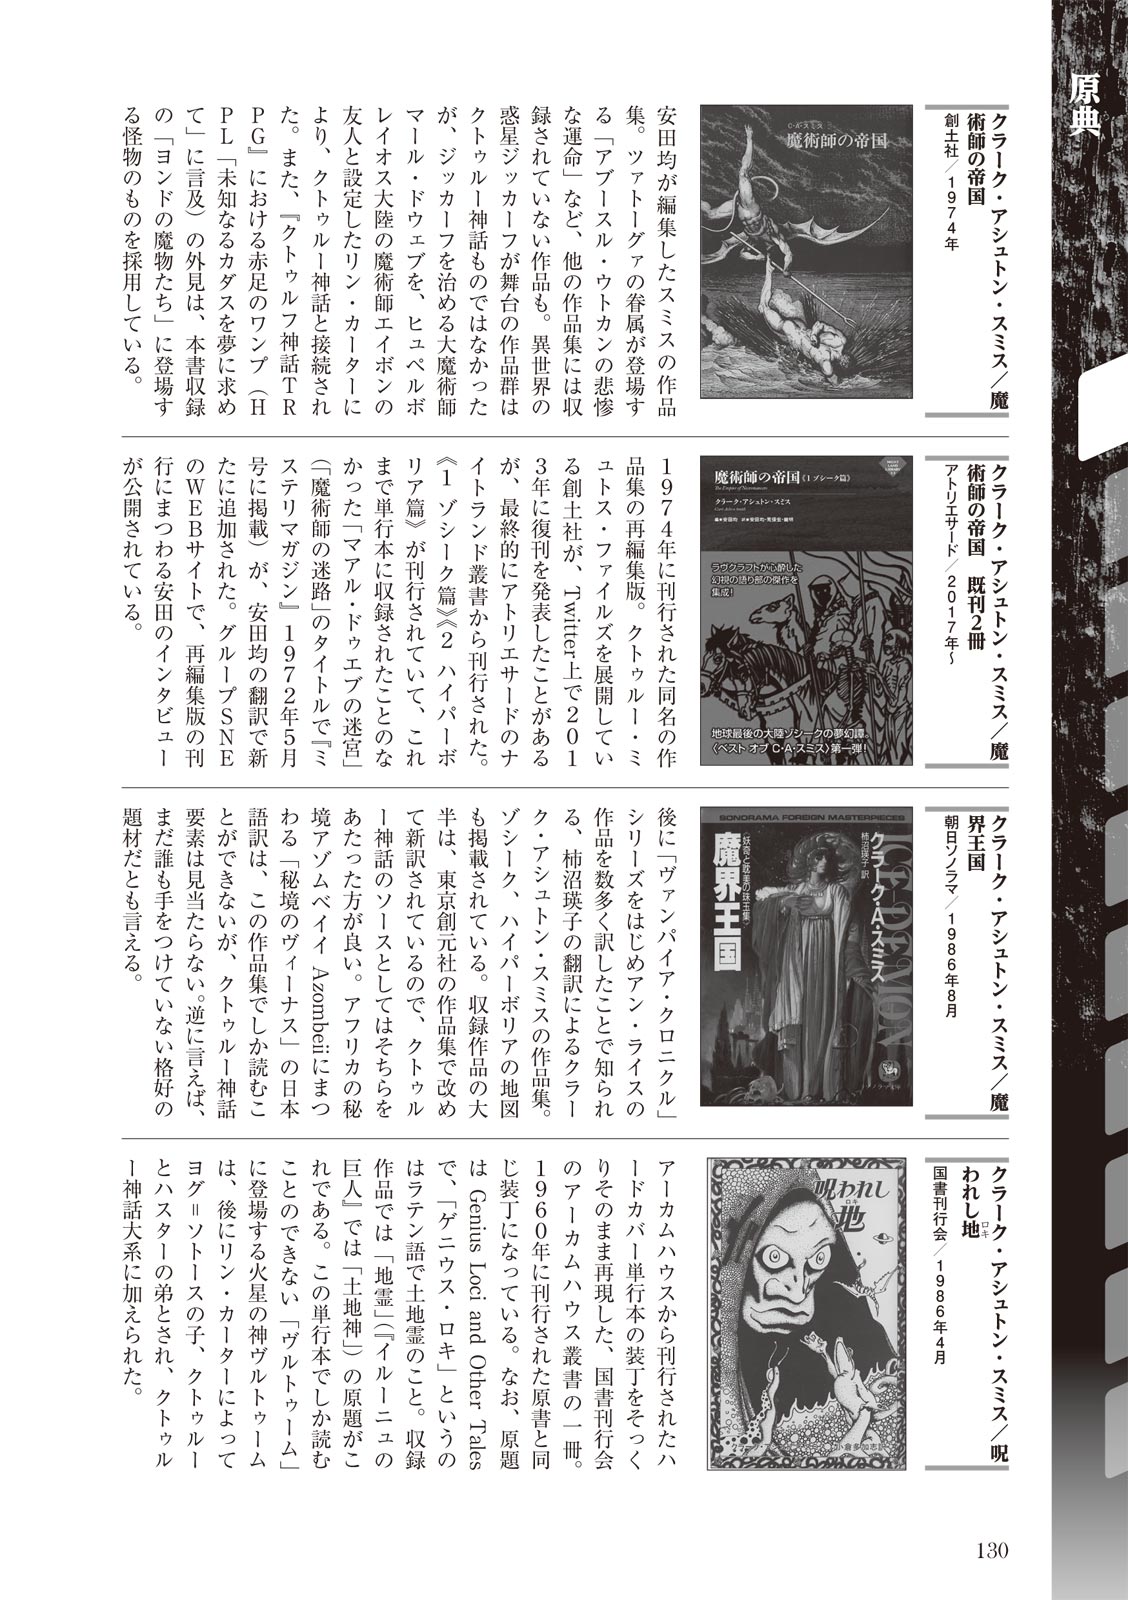 原典
クラーク・アシュトン・スミス／魔
術師の帝国
創土社／1974年
C・A・スミス
魔術師の帝国
安田均が編集したスミスの作品
集。ツァトーグァの眷属が登場す
る「アブースル・ウトカンの悲惨
な運命」など、他の作品集には収
録されていない作品も。異世界の
惑星ジッカーフが舞台の作品群は
クトゥルー神話ものではなかった
が、ジッカーフを治める大魔術師
マール・ドウェブを、ヒュペルボ
レイオス大陸の魔術師エイボンの
友人と設定したリン・カーターに
より、クトゥルー神話と接続され
た。また、『クトゥルフ神話TR
PG』における赤足のワンプ（H
PL「未知なるカダスを夢に求め
て」に言及）の外見は、本書収録
の「ヨンドの魔物たち」に登場す
る怪物のものを採用している。
クラーク・アシュトン・スミス／魔
術師の帝国　既刊2冊
アトリエサード／2017年〜
魔術師の帝国《1 ゾシーク篇》
The Empire of Necromancers
クラーク・アシュトン・スミス
Clark Ashton Smith
ラヴクラフトが心酔した
幻視の語り部の傑作を
集成！
地球最後の大陸ゾシークの夢幻譚。
〈ベスト オブ C・A・スミス〉第一弾！
1974年に刊行された同名の作
品集の再編集版。クトゥルー・ミ
ュトス・ファイルズを展開してい
る創土社が、Twitter上で201
3年に復刊を発表したことがある
が、最終的にアトリエサードのナ
イトランド叢書から刊行された。
《1 ゾシーク篇》《2 ハイパーボ
リア篇》が刊行されていて、これ
まで単行本に収録されたことのな
かった「マアル・ドゥエブの迷宮」
（「魔術師の迷路」のタイトルで『ミ
ステリマガジン』1972年5月
号に掲載）が、安田均の翻訳で新
たに追加された。グループSNE
のWEBサイトで、再編集版の刊
行にまつわる安田のインタビュー
が公開されている。
クラーク・アシュトン・スミス／魔
界王国
朝日ソノラマ／1986年8月
SONORAMA FOREIGN MASTERPIECES
ICE-DEMON
クラーク・A・スミス
柿沼瑛子 訳
〈妖奇と耽美の珠玉集〉
魔界王国
後に「ヴァンパイア・クロニクル」
シリーズをはじめアン・ライスの
作品を数多く訳したことで知られ
る、柿沼瑛子の翻訳によるクラー
ク・アシュトン・スミスの作品集。
ゾシーク、ハイパーボリアの地図
も掲載されている。収録作品の大
半は、東京創元社の作品集で改め
て新訳されているので、クトゥル
ー神話のソースとしてはそちらを
あたった方が良い。アフリカの秘
境アゾムベイイ Azombeiiにまつ
わる「秘境のヴィーナス」の日本
語訳は、この作品集でしか読むこ
とができないが、クトゥルー神話
要素は見当たらない。逆に言えば、
まだ誰も手をつけていない格好の
題材だとも言える。
クラーク・アシュトン・スミス／呪
われし地
ロキ
国書刊行会／1986年4月
呪われし
地
ロキ
小倉多加志訳
アーカムハウスから刊行されたハ
ードカバー単行本の装丁をそっく
りそのまま再現した、国書刊行会
のアーカムハウス叢書の一冊。
1960年に刊行された原書と同
じ装丁になっている。なお、原題
は Genius Loci and Other Tales
で、「ゲニウス・ロキ」というの
はラテン語で土地霊のこと。収録
作品では「地霊」（『イルーニュの
巨人』では「土地神」）の原題がこ
れである。この単行本でしか読む
ことのできない「ヴルトゥーム」
に登場する火星の神ヴルトゥーム
は、後にリン・カーターによって
ヨグ＝ソトースの子、クトゥルー
とハスターの弟とされ、クトゥル
ー神話大系に加えられた。
130